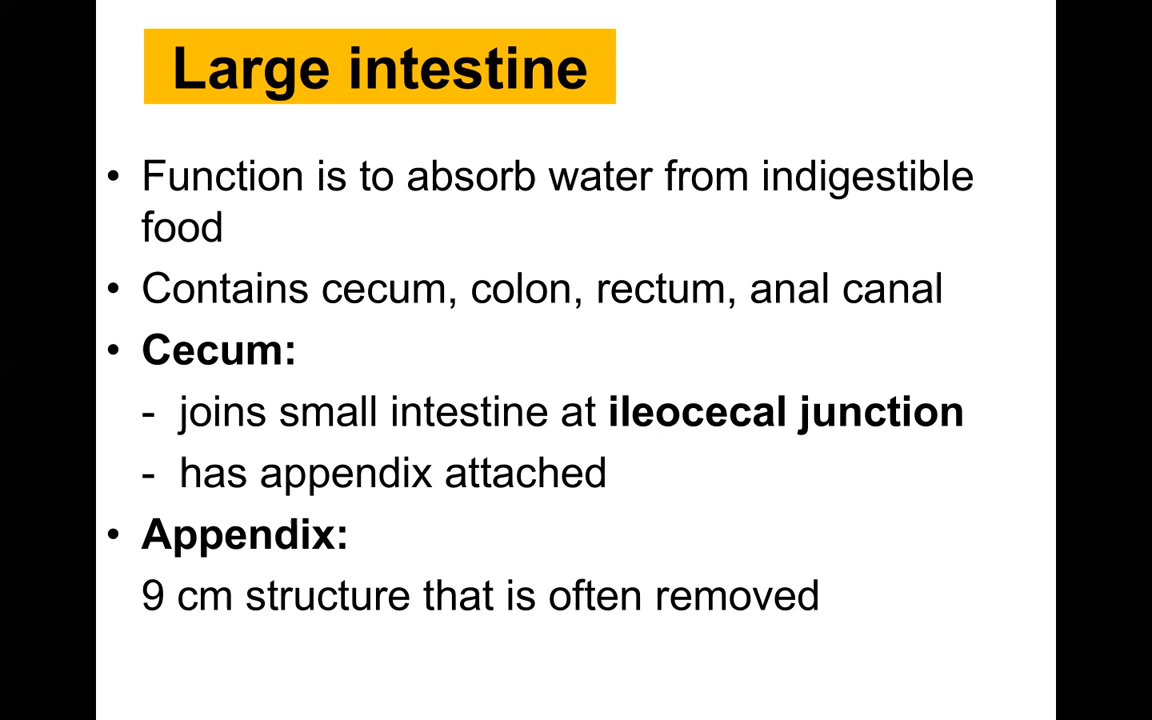 Large intestine
• Function is to absorb water from indigestible
food
• Contains cecum, colon, rectum, anal canal
• Cecum:
- joins small intestine at ileocecal junction
- has appendix attached
• Appendix:
9 cm structure that is often removed